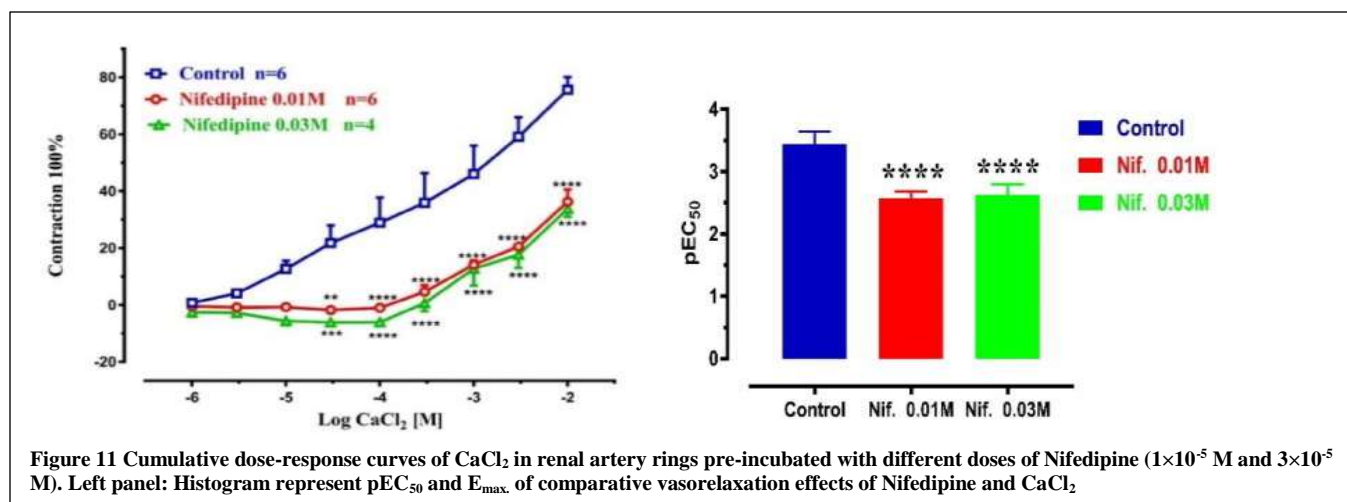 80
60
40
20
0
-20
Contraction 100%
Control n=6
Nifedipine 0.01M n=6
Nifedipine 0.03M n=4
**
****
****
****
****
****
***
****
****
****
****
****
-6 -5 -4 -3 -2
Log CaCl₂ [M]
4
3
2
1
0
pEC₅₀
**** ****
Control Nif. 0.01M Nif. 0.03M
Control
Nif. 0.01M
Nif. 0.03M
Figure 11 Cumulative dose-response curves of CaCl₂ in renal artery rings pre-incubated with different doses of Nifedipine (1×10⁻⁵ M and 3×10⁻⁵
M). Left panel: Histogram represent pEC₅₀ and Eₘₐₓ. of comparative vasorelaxation effects of Nifedipine and CaCl₂